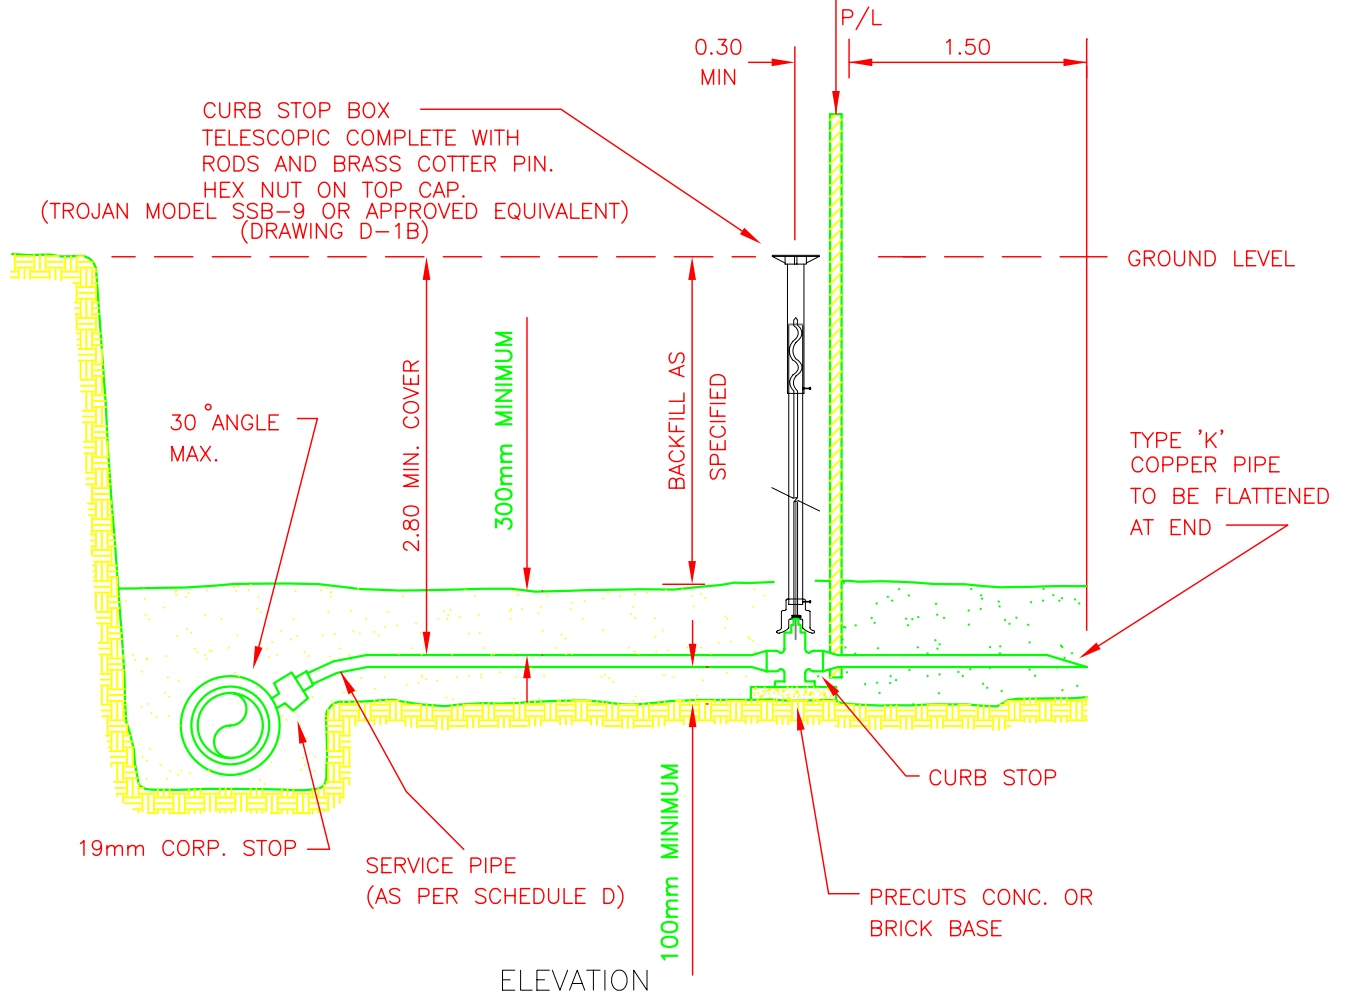 P/L
0.30
MIN
1.50
CURB STOP BOX
TELESCOPIC COMPLETE WITH
RODS AND BRASS COTTER PIN.
HEX NUT ON TOP CAP.
(TROJAN MODEL SSB-9 OR APPROVED EQUIVALENT)
(DRAWING D-1B)
GROUND LEVEL
2.80 MIN. COVER
300mm MINIMUM
BACKFILL AS
SPECIFIED
30° ANGLE
MAX.
TYPE 'K'
COPPER PIPE
TO BE FLATTENED
AT END
CURB STOP
19mm CORP. STOP
SERVICE PIPE
(AS PER SCHEDULE D)
100mm MINIMUM
PRECUTS CONC. OR
BRICK BASE
ELEVATION